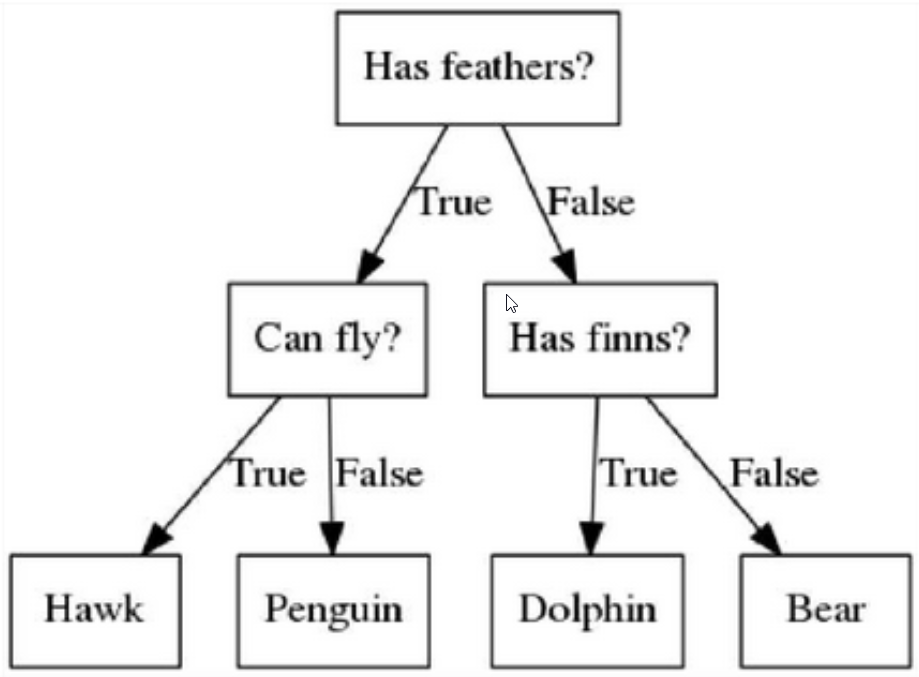 Has feathers?
True
False
Can fly?
Has finns?
True
False
True
False
Hawk
Penguin
Dolphin
Bear